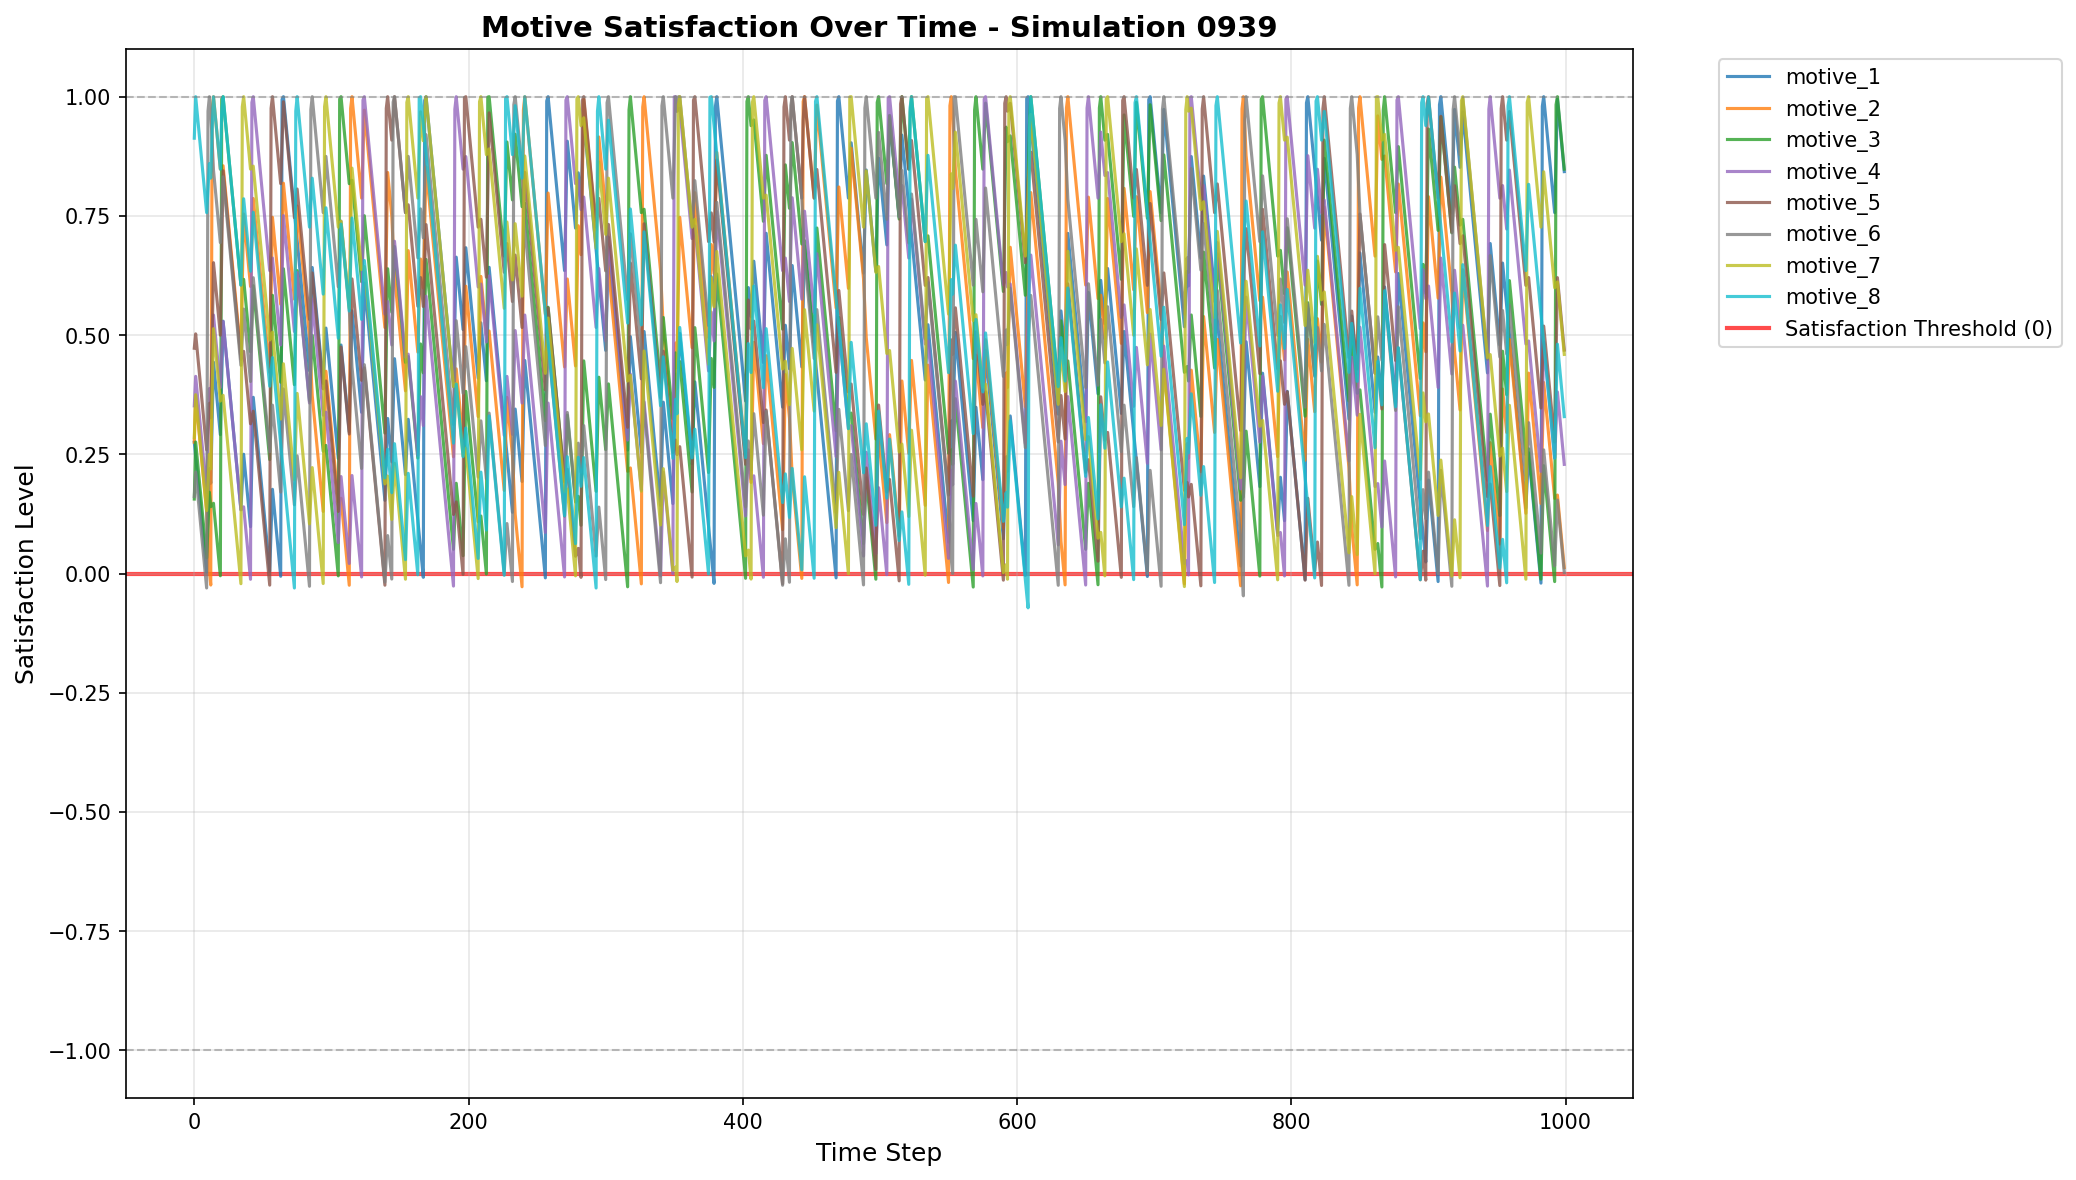 Motive Satisfaction Over Time - Simulation 0939
1.00
0.75
0.50
0.25
0.00
−0.25
−0.50
−0.75
−1.00
Satisfaction Level
0 200 400 600 800 1000
Time Step
motive_1
motive_2
motive_3
motive_4
motive_5
motive_6
motive_7
motive_8
Satisfaction Threshold (0)